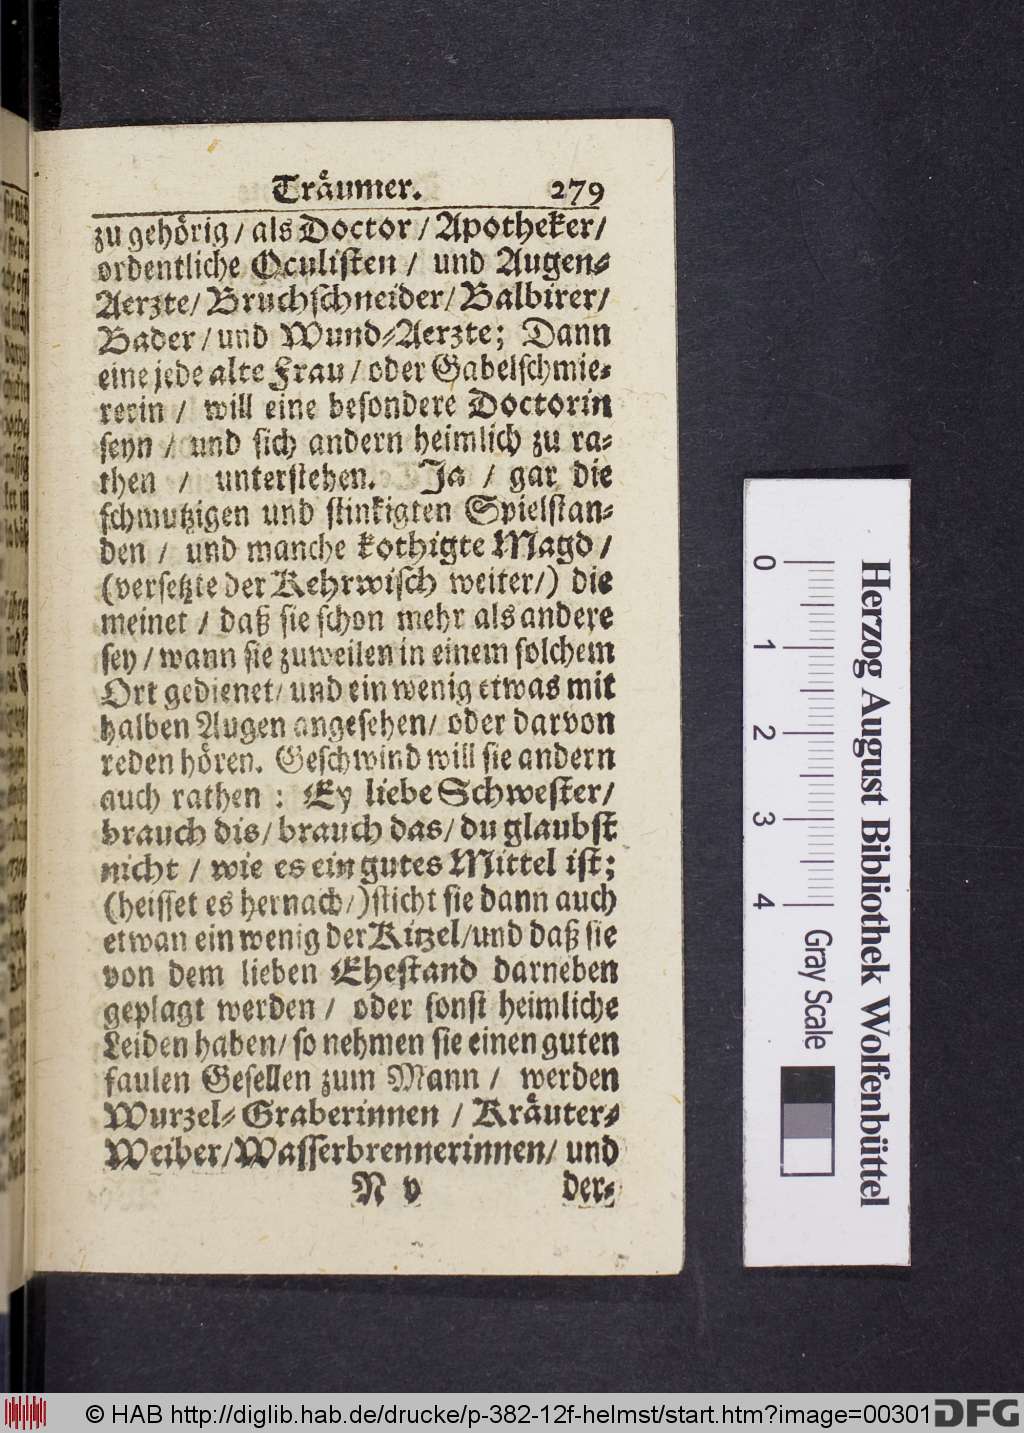 Träumer. 279
zu gehörig / als Doctor / Apotheker /
ordentliche Oculisten / und Augen-
Aerzte / Bruchschneider / Balbirer /
Bader / und Wund-Aerzte; Dann
eine jede alte Frau / oder Gabelschmie-
rerin / will eine besondere Doctorin
seyn / und sich andern heimlich zu ra-
then / unterstehen. Ja / gar die
schmutzigen und stinkigten Spielstan-
den / und manche kothigte Magd /
(versetzte der Kehrwisch weiter /) die
meinet / daß sie schon mehr als andere
sey / wann sie zuweilen in einem solchem
Ort gedienet / und ein wenig etwas mit
halben Augen angesehen / oder darvon
reden hören. Geschwind will sie andern
auch rathen : Ey liebe Schwester /
brauch dis / brauch das / du glaubst
nicht / wie es ein gutes Mittel ist;
(heisset es hernach /) sticht sie dann auch
etwan ein wenig der Kitzel / und daß sie
von dem lieben Ehestand darneben
geplagt werden / oder sonst heimliche
Leiden haben / so nehmen sie einen guten
faulen Gesellen zum Mann / werden
Wurzel-Graberinnen / Kräuter-
Weiber / Wasserbrennerinnen / und
N v der-
0 1 2 3 4 Gray Scale
Herzog August Bibliothek Wolfenbüttel
© HAB http://diglib.hab.de/drucke/p-382-12f-helmst/start.htm?image=00301 DFG